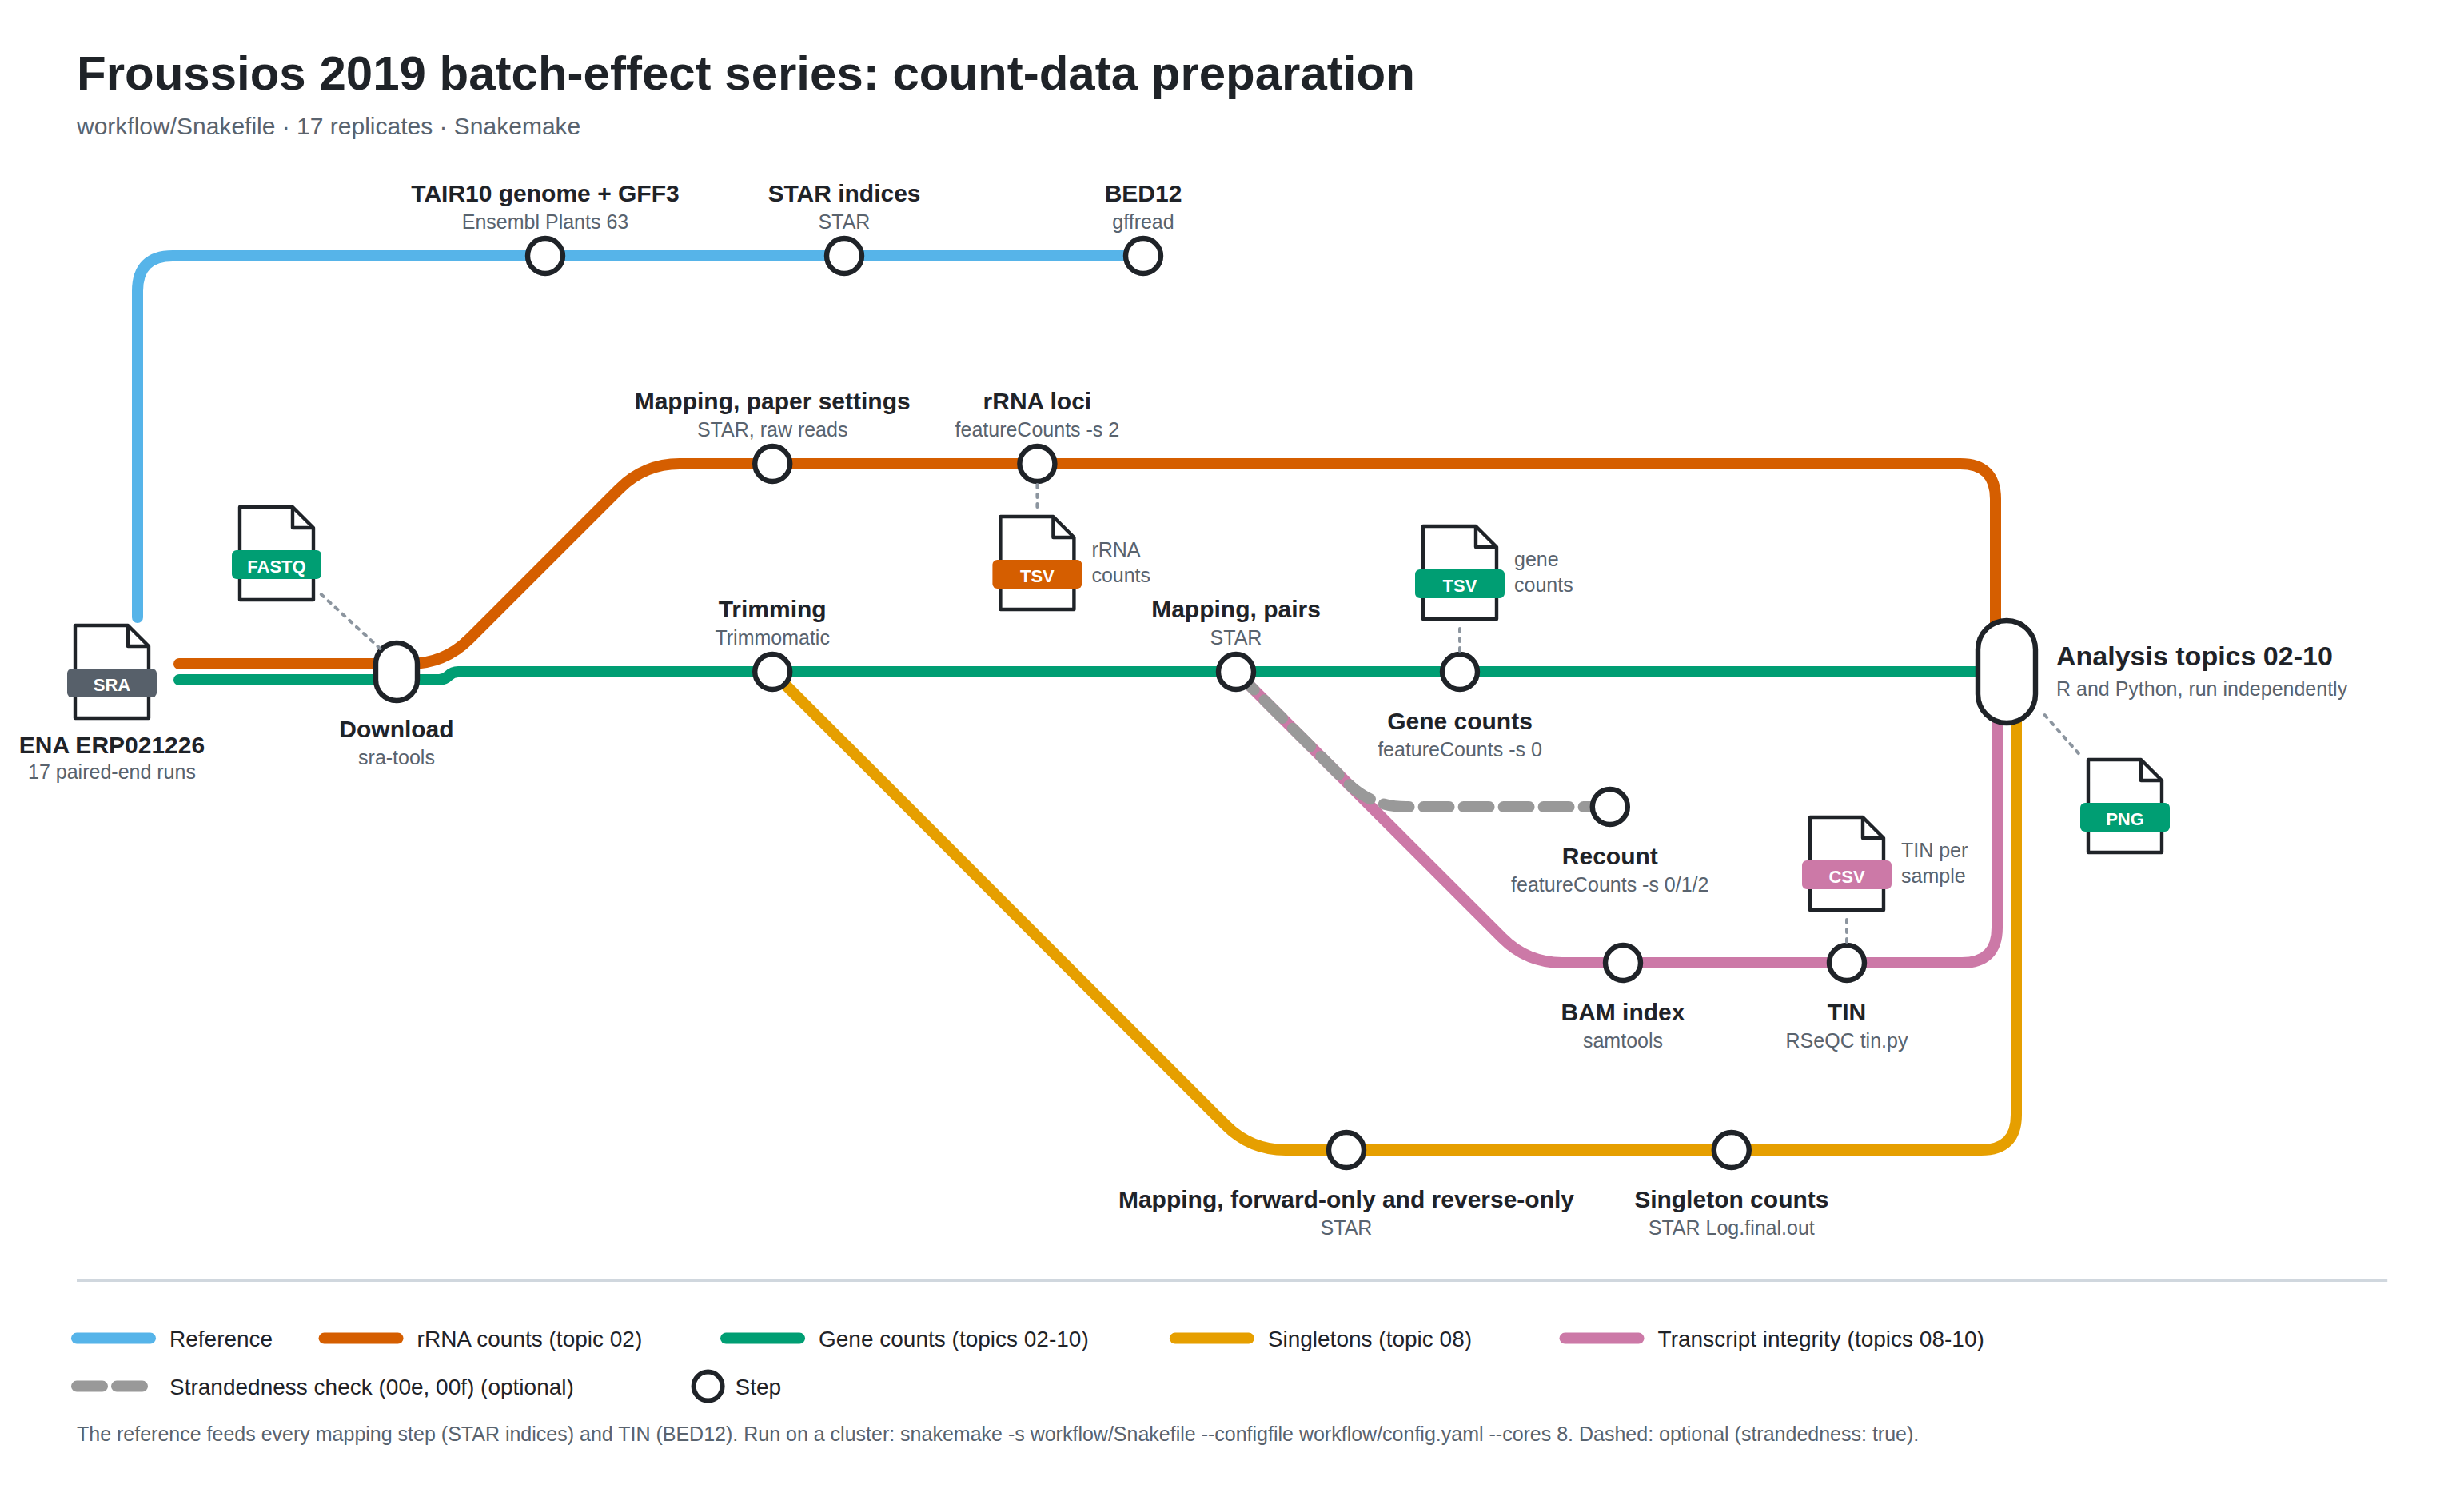 Froussios 2019 batch-effect series: count-data preparation
workflow/Snakefile · 17 replicates · Snakemake
TAIR10 genome + GFF3
Ensembl Plants 63
STAR indices
STAR
BED12
gffread
Mapping, paper settings
STAR, raw reads
rRNA loci
featureCounts -s 2
FASTQ
TSV
rRNA
counts
TSV
gene
counts
Trimming
Trimmomatic
Mapping, pairs
STAR
SRA
ENA ERP021226
17 paired-end runs
Download
sra-tools
Gene counts
featureCounts -s 0
Analysis topics 02-10
R and Python, run independently
PNG
Recount
featureCounts -s 0/1/2
CSV
TIN per
sample
BAM index
samtools
TIN
RSeQC tin.py
Mapping, forward-only and reverse-only
STAR
Singleton counts
STAR Log.final.out
Reference
rRNA counts (topic 02)
Gene counts (topics 02-10)
Singletons (topic 08)
Transcript integrity (topics 08-10)
Strandedness check (00e, 00f) (optional)
Step
The reference feeds every mapping step (STAR indices) and TIN (BED12). Run on a cluster: snakemake -s workflow/Snakefile --configfile workflow/config.yaml --cores 8. Dashed: optional (strandedness: true).